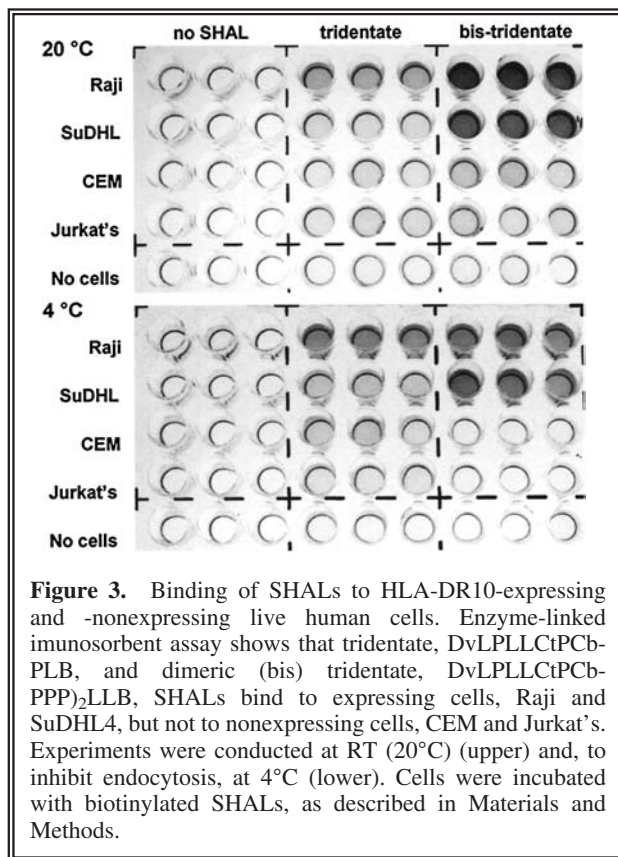 no SHAL tridentate bis-tridentate
20 °C
Raji
SuDHL
CEM
Jurkat's
No cells
4 °C
Raji
SuDHL
CEM
Jurkat's
No cells
Figure 3. Binding of SHALs to HLA-DR10-expressing
and -nonexpressing live human cells. Enzyme-linked
imunosorbent assay shows that tridentate, DvLPLLCtPCb-
PLB, and dimeric (bis) tridentate, DvLPLLCtPCb-
PPP)2LLB, SHALs bind to expressing cells, Raji and
SuDHL4, but not to nonexpressing cells, CEM and Jurkat's.
Experiments were conducted at RT (20°C) (upper) and, to
inhibit endocytosis, at 4°C (lower). Cells were incubated
with biotinylated SHALs, as described in Materials and
Methods.